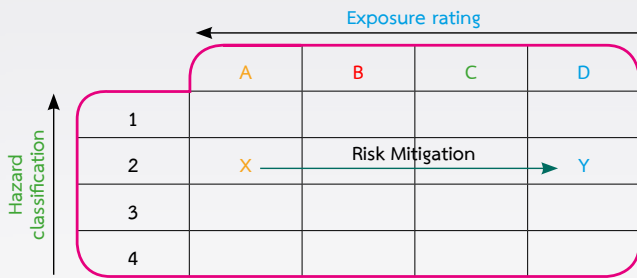 Exposure rating
A B C D
Hazard
classification
1
2 X Risk Mitigation Y
3
4